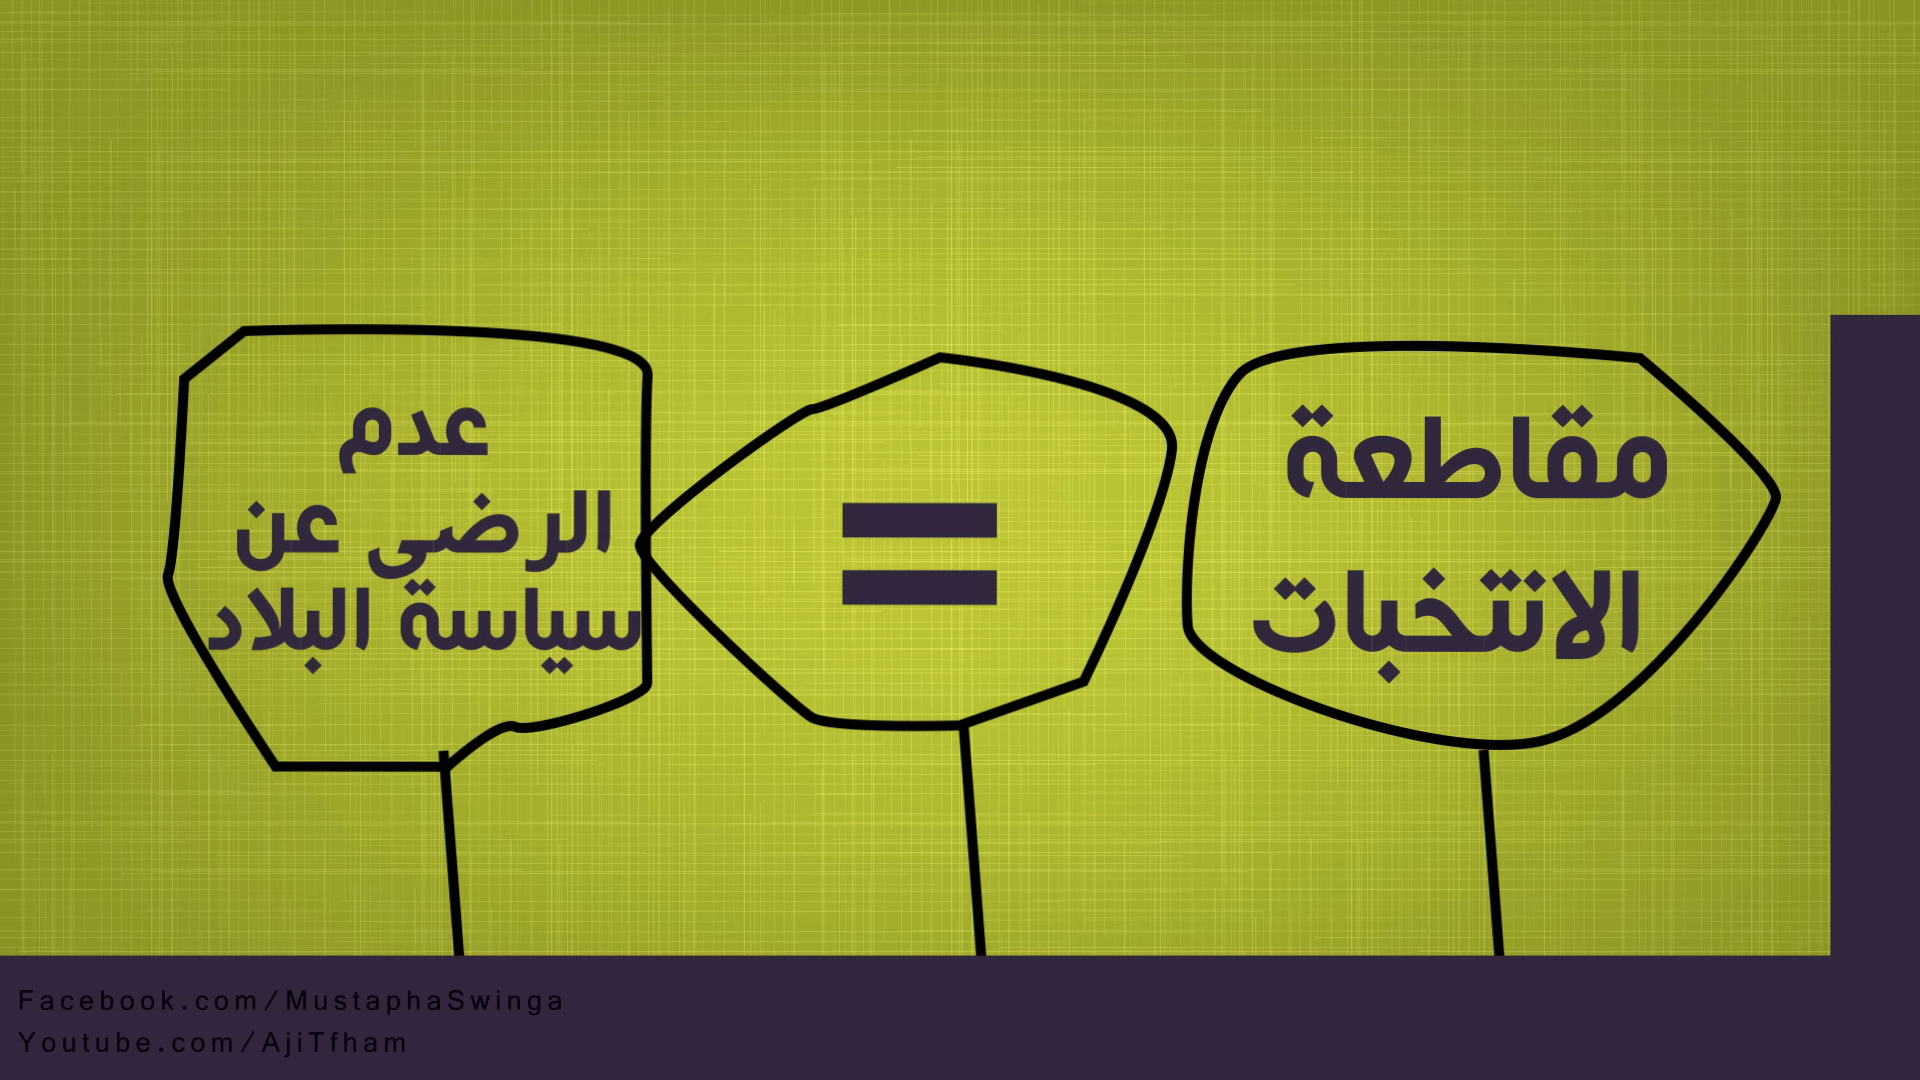 مقاطعة
الانتخبات
=
عدم
الرضى عن
سياسة البلاد
Facebook.com/MustaphaSwinga
Youtube.com/AjiTfham